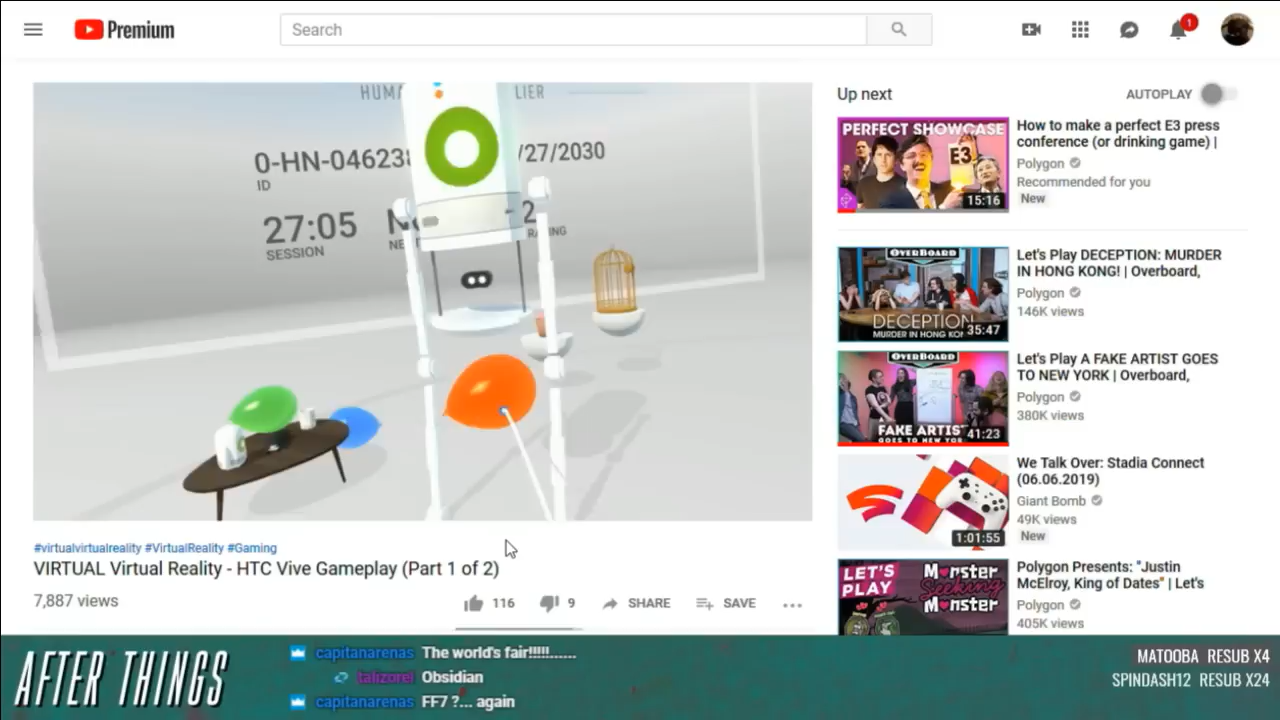 Premium
Search
1
HUMA LIER
0-HN-04623 /27/2030
ID
27:05
SESSION
Up next
AUTOPLAY
PERFECT SHOWCASE
E3
15:16
How to make a perfect E3 press
conference (or drinking game) |
Polygon
Recommended for you
New
OVERBOARD
DECEPTION
MURDER IN HONG KON
35:47
Let's Play DECEPTION: MURDER
IN HONG KONG! | Overboard,
Polygon
146K views
OVERBOARD
FAKE ARTIS
GOES TO NEW YOR
41:23
Let's Play A FAKE ARTIST GOES
TO NEW YORK | Overboard,
Polygon
380K views
1:01:55
We Talk Over: Stadia Connect
(06.06.2019)
Giant Bomb
49K views
New
LET'S
PLAY
Monster
Seeking
Monster
Polygon Presents: "Justin
McElroy, King of Dates" | Let's
Polygon
405K views
#virtualvirtualreality #VirtualReality #Gaming
VIRTUAL Virtual Reality - HTC Vive Gameplay (Part 1 of 2)
7,887 views
116
9
SHARE
SAVE
AFTER THINGS
capitanarenas The world's fair!!!!!......
talizorel Obsidian
capitanarenas FF7 ?... again
MATOOBA RESUB X4
SPINDASH12 RESUB X24